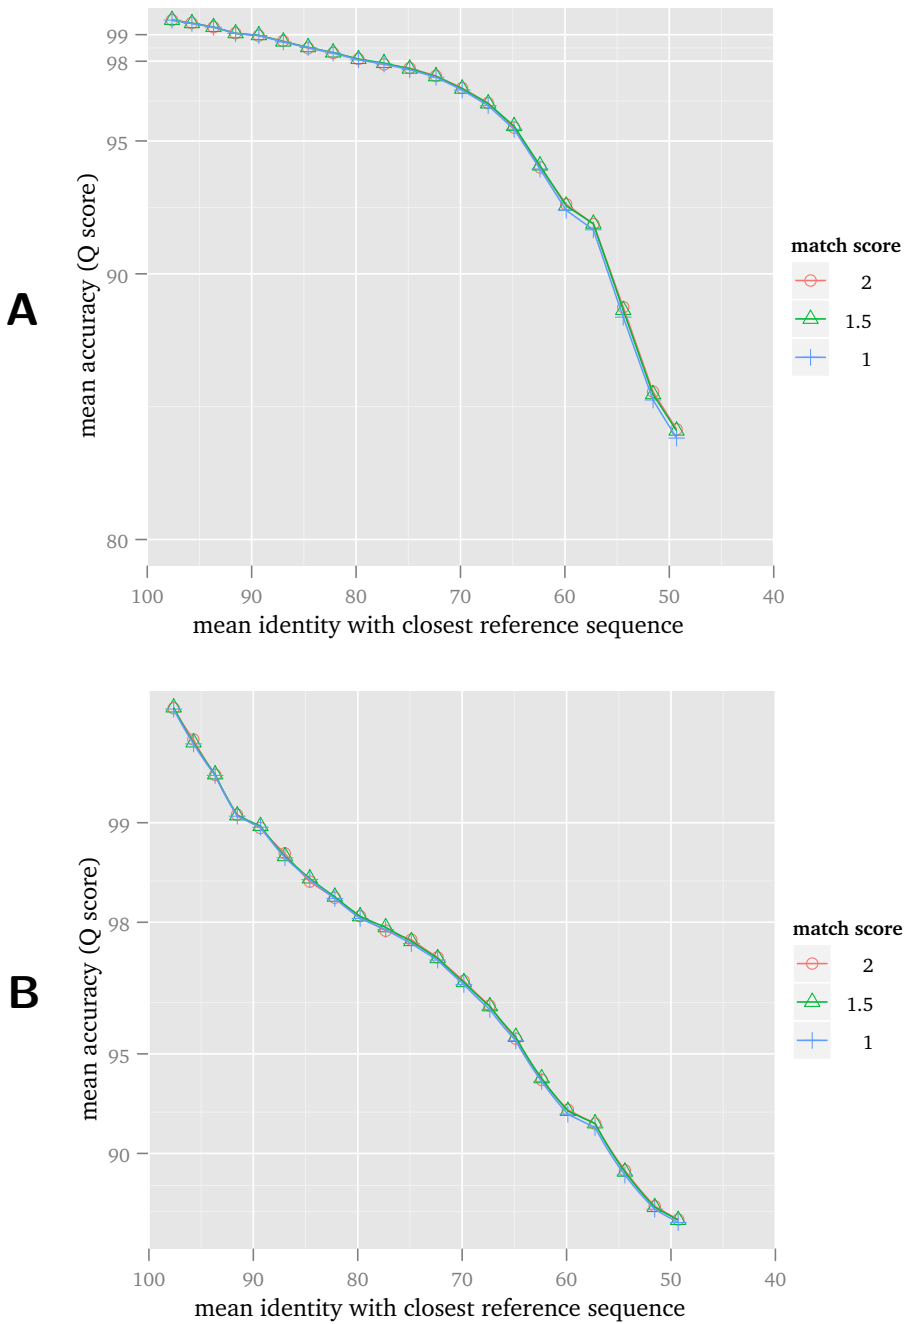 99
98
95
90
80
mean accuracy (Q score)
A
100 90 80 70 60 50 40
mean identity with closest reference sequence
match score
2
1.5
1
99
98
95
90
mean accuracy (Q score)
B
100 90 80 70 60 50 40
mean identity with closest reference sequence
match score
2
1.5
1